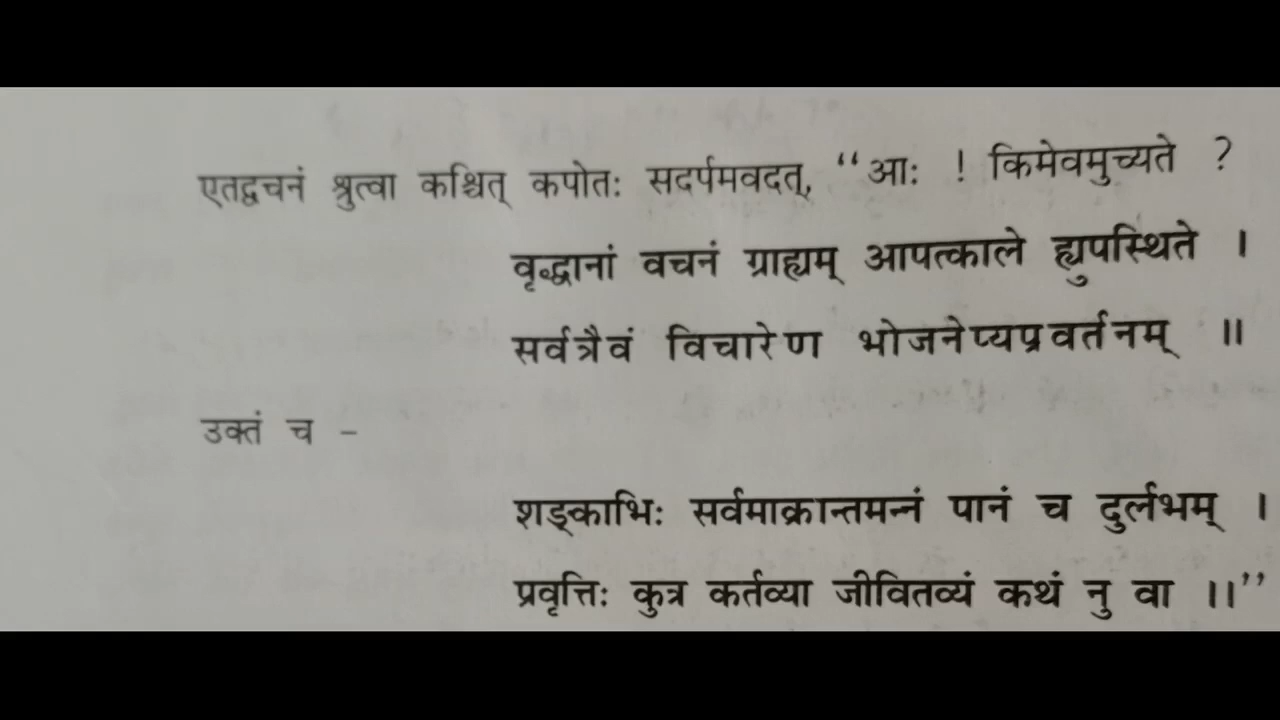 एतद्वचनं श्रुत्वा कश्चित् कपोतः सदर्पमवदत्, “आः ! किमेवमुच्यते ?
वृद्धानां वचनं ग्राह्यम् आपत्काले ह्युपस्थिते ।
सर्वत्रैवं विचारेण भोजनेप्यप्रवर्तनम् ॥
उक्तं च –
शङ्काभिः सर्वमाक्रान्तमन्नं पानं च दुर्लभम् ।
प्रवृत्तिः कुत्र कर्तव्या जीवितव्यं कथं नु वा ।।”